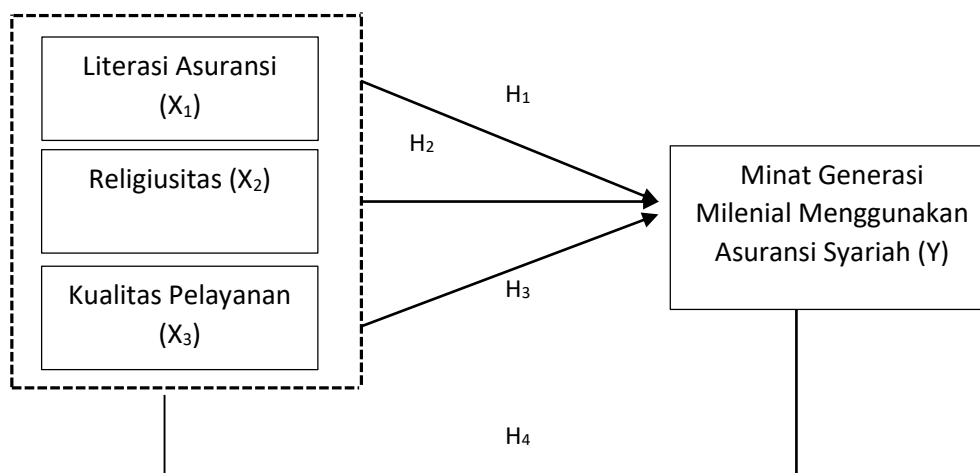 Literasi Asuransi
(X₁)
H₁
H₂
Religiusitas (X₂)
Minat Generasi
Milenial Menggunakan
Asuransi Syariah (Y)
Kualitas Pelayanan
(X₃)
H₃
H₄